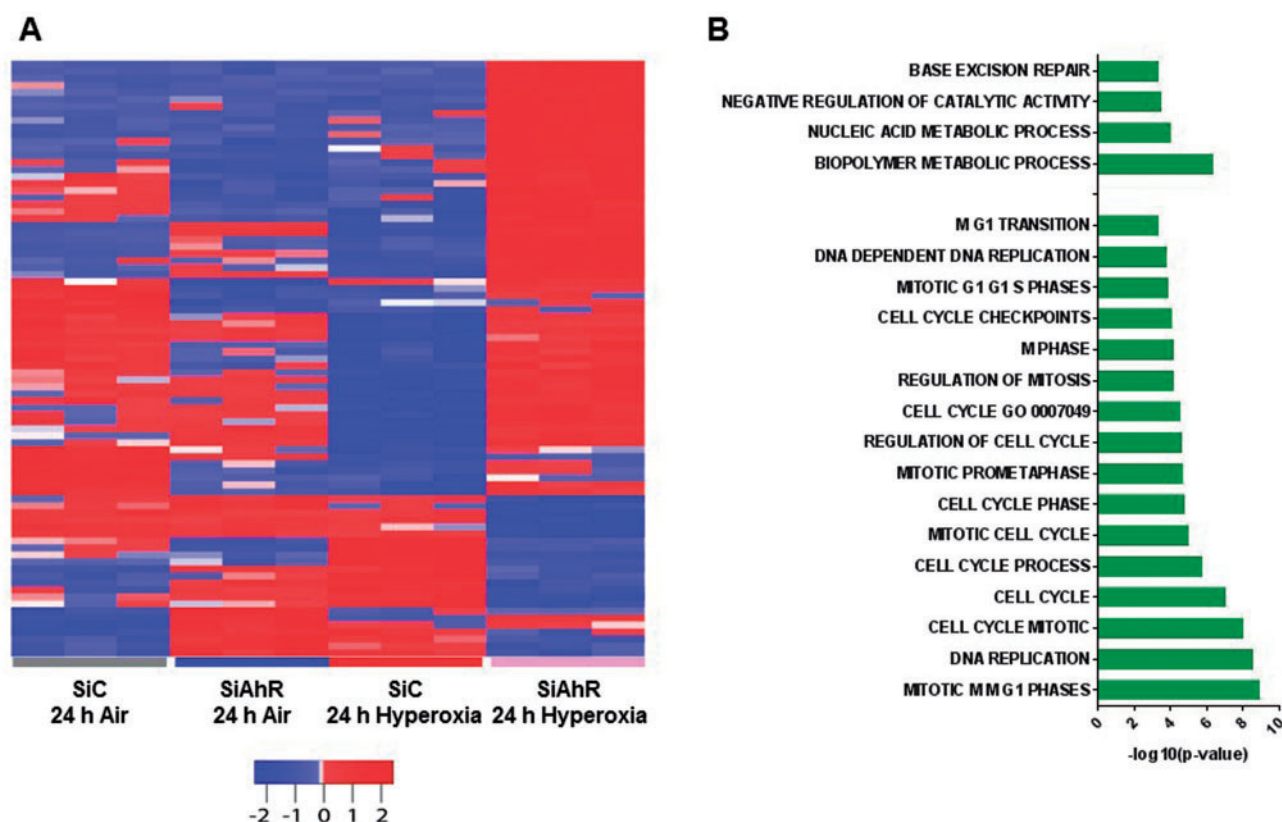 A
B
SiC
24 h Air
SiAhR
24 h Air
SiC
24 h Hyperoxia
SiAhR
24 h Hyperoxia
-2 -1 0 1 2
BASE EXCISION REPAIR
NEGATIVE REGULATION OF CATALYTIC ACTIVITY
NUCLEIC ACID METABOLIC PROCESS
BIOPOLYMER METABOLIC PROCESS
M G1 TRANSITION
DNA DEPENDENT DNA REPLICATION
MITOTIC G1 G1 S PHASES
CELL CYCLE CHECKPOINTS
M PHASE
REGULATION OF MITOSIS
CELL CYCLE GO 0007049
REGULATION OF CELL CYCLE
MITOTIC PROMETAPHASE
CELL CYCLE PHASE
MITOTIC CELL CYCLE
CELL CYCLE PROCESS
CELL CYCLE
CELL CYCLE MITOTIC
DNA REPLICATION
MITOTIC M M G1 PHASES
0 2 4 6 8 10
-log10(p-value)